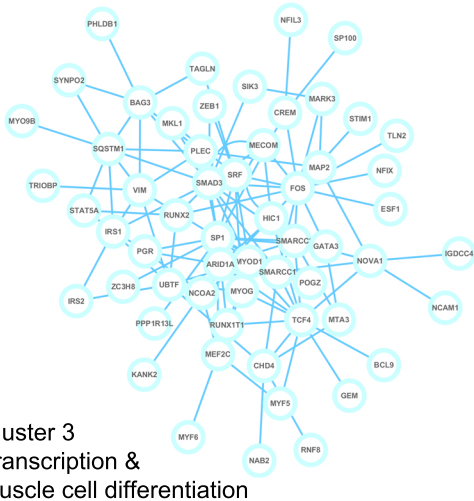 NFIL3
PHLDB1
SP100
TAGLN
SYNPO2
SIK3
MARK3
BAG3
ZEB1
CREM
STIM1
MYO9B
MKL1
TLN2
SQSTM1
PLEC
MECOM
MAP2
NFIX
SRF
TRIOBP
VIM
SMAD3
FOS
STAT5A
RUNX2
HIC1
ESF1
IRS1
SP1
SMARCC
GATA3
PGR
NOVA1
IGDCC4
ARID1A
MYOD1
SMARCC1
ZC3H8
UBTF
NCOA2
MYOG
POGZ
IRS2
NCAM1
PPP1R13L
RUNX1T1
TCF4
MTA3
MEF2C
KANK2
CHD4
BCL9
GEM
MYF5
MYF6
RNF8
NAB2
uster 3
ranscription &
uscle cell differentiation